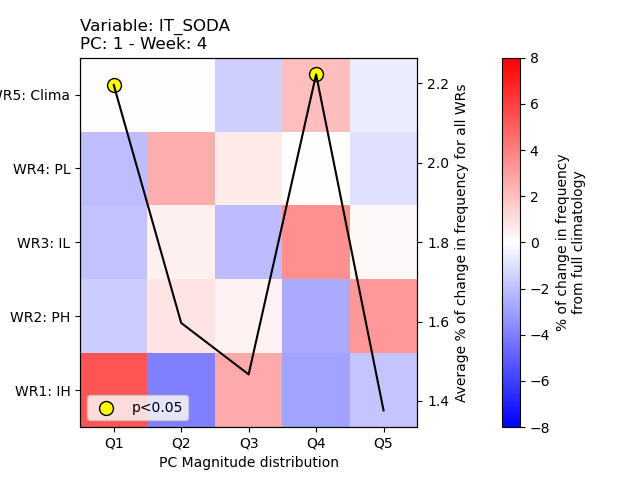 Variable: IT_SODA
PC: 1 - Week: 4
R5: Clima
WR4: PL
WR3: IL
WR2: PH
WR1: IH
p<0.05
Q1 Q2 Q3 Q4 Q5
PC Magnitude distribution
2.2
2.0
1.8
1.6
1.4
Average % of change in frequency for all WRs
8
6
4
2
0
−2
−4
−6
−8
% of change in frequency
from full climatology